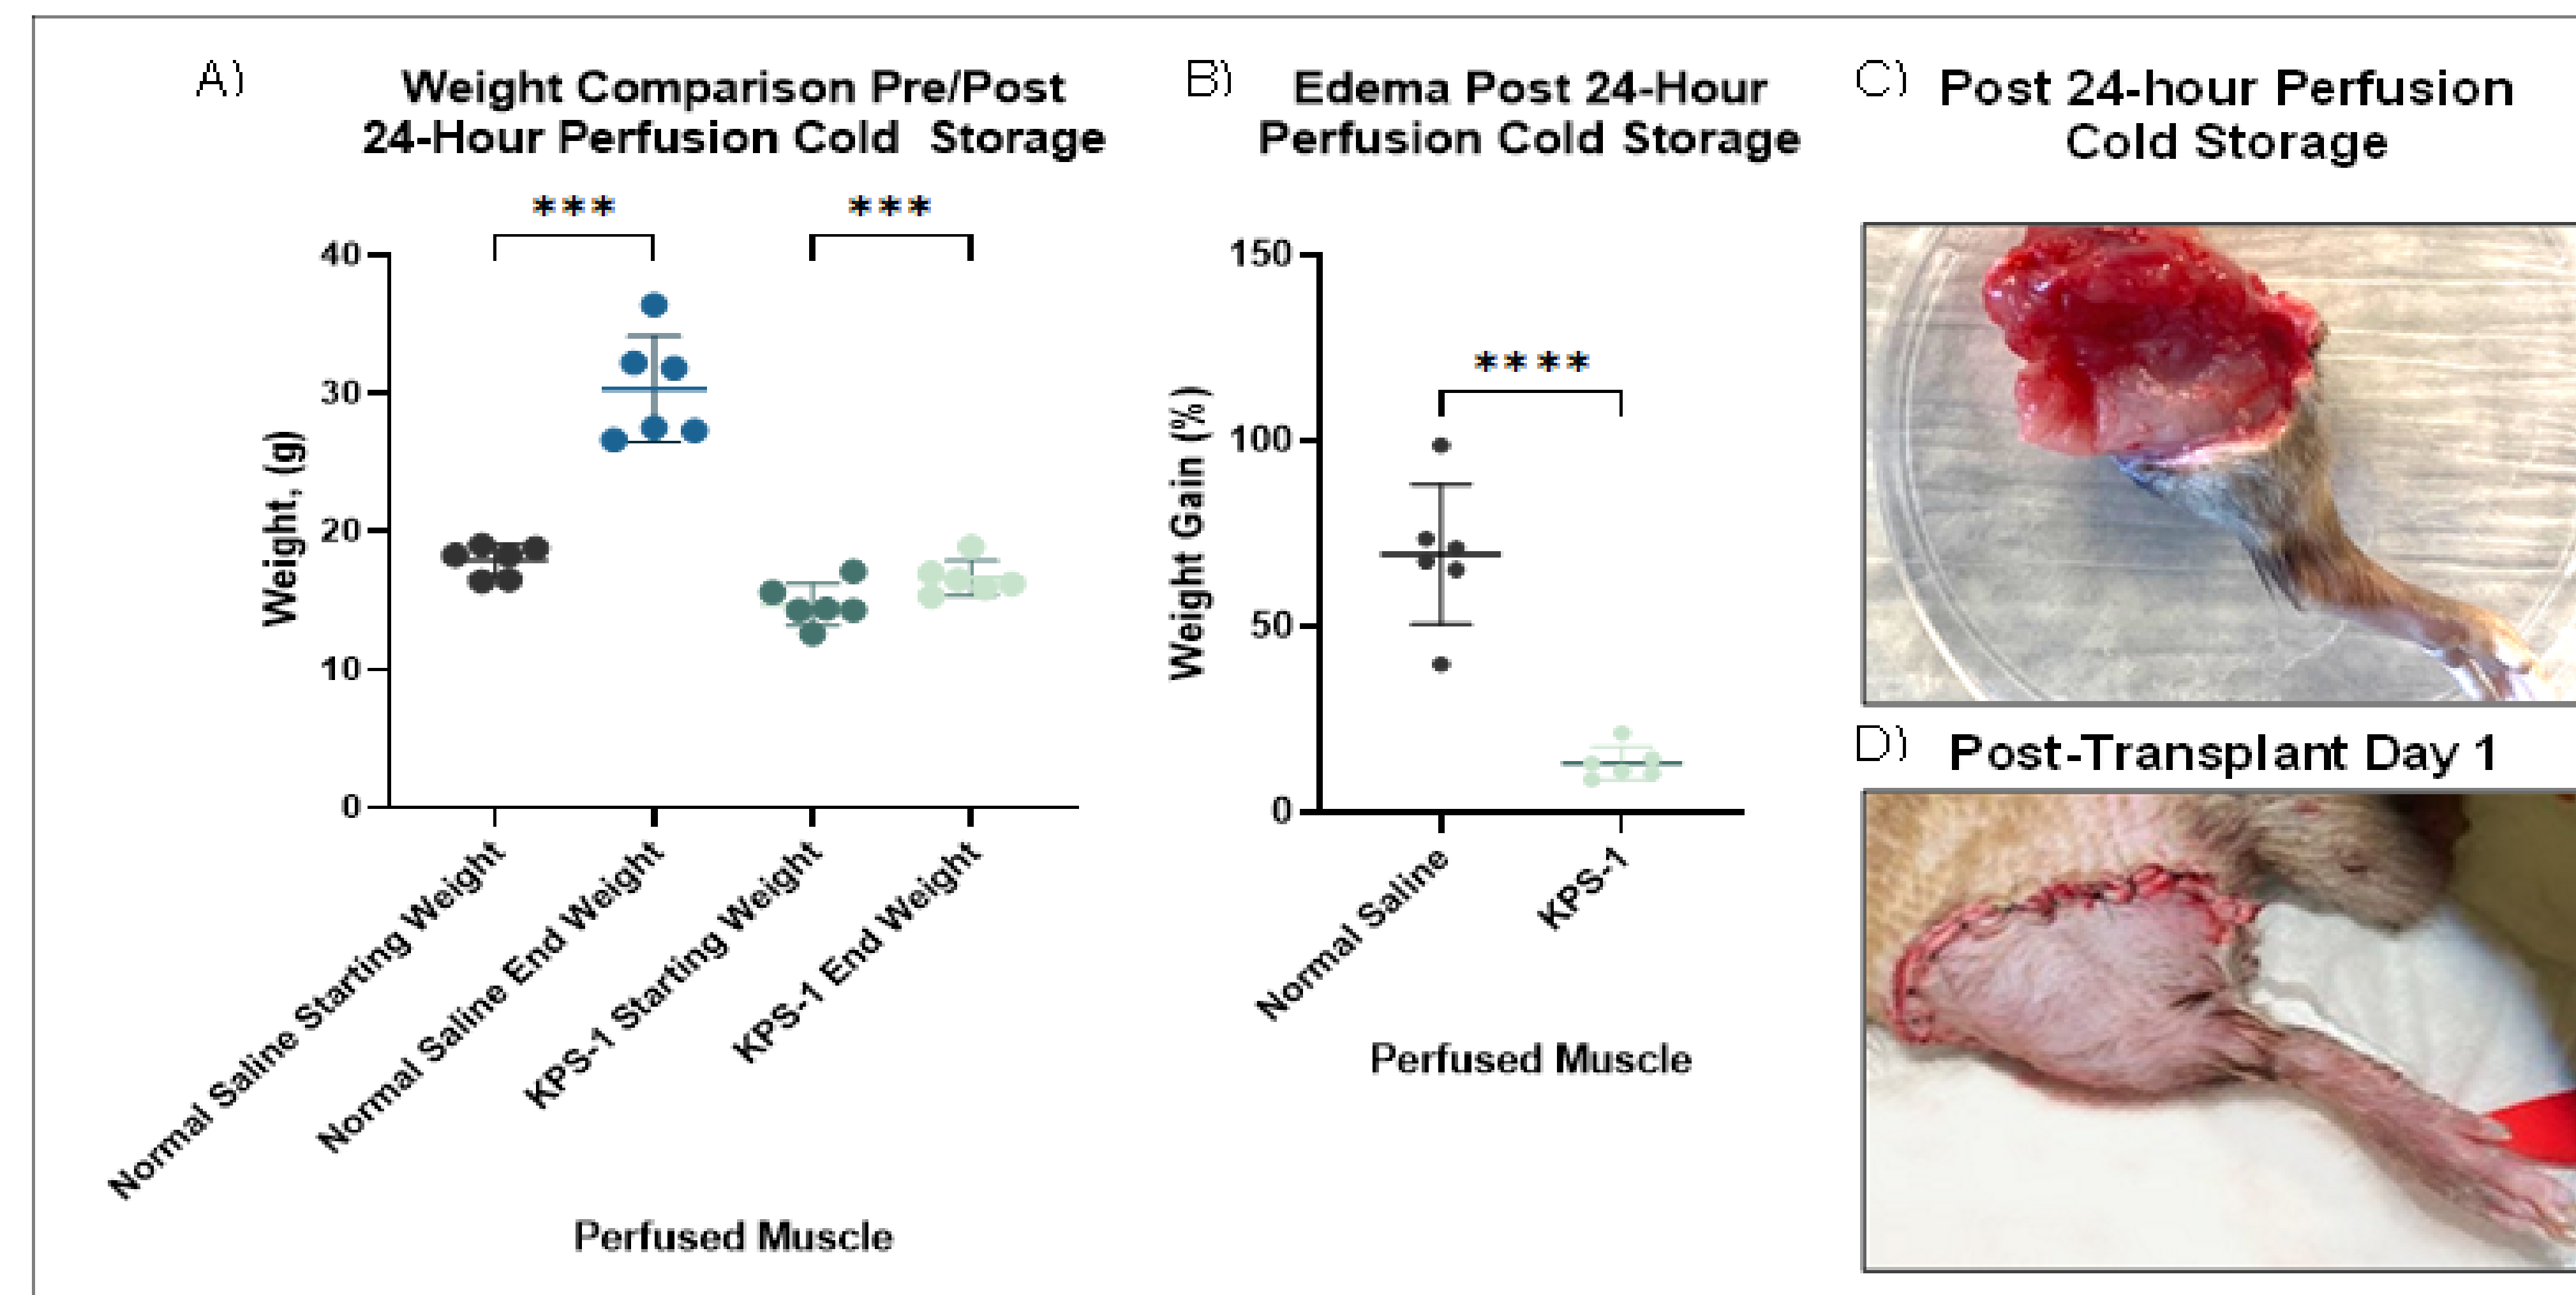 A)
Weight Comparison Pre/Post
24-Hour Perfusion Cold Storage
***
***
Weight, (g)
40
30
20
10
0
Normal Saline Starting Weight
Normal Saline End Weight
KPS-1 Starting Weight
KPS-1 End Weight
Perfused Muscle
B)
Edema Post 24-Hour
Perfusion Cold Storage
****
Weight Gain (%)
150
100
50
0
Normal Saline
KPS-1
Perfused Muscle
C)
Post 24-hour Perfusion
Cold Storage
D)
Post-Transplant Day 1